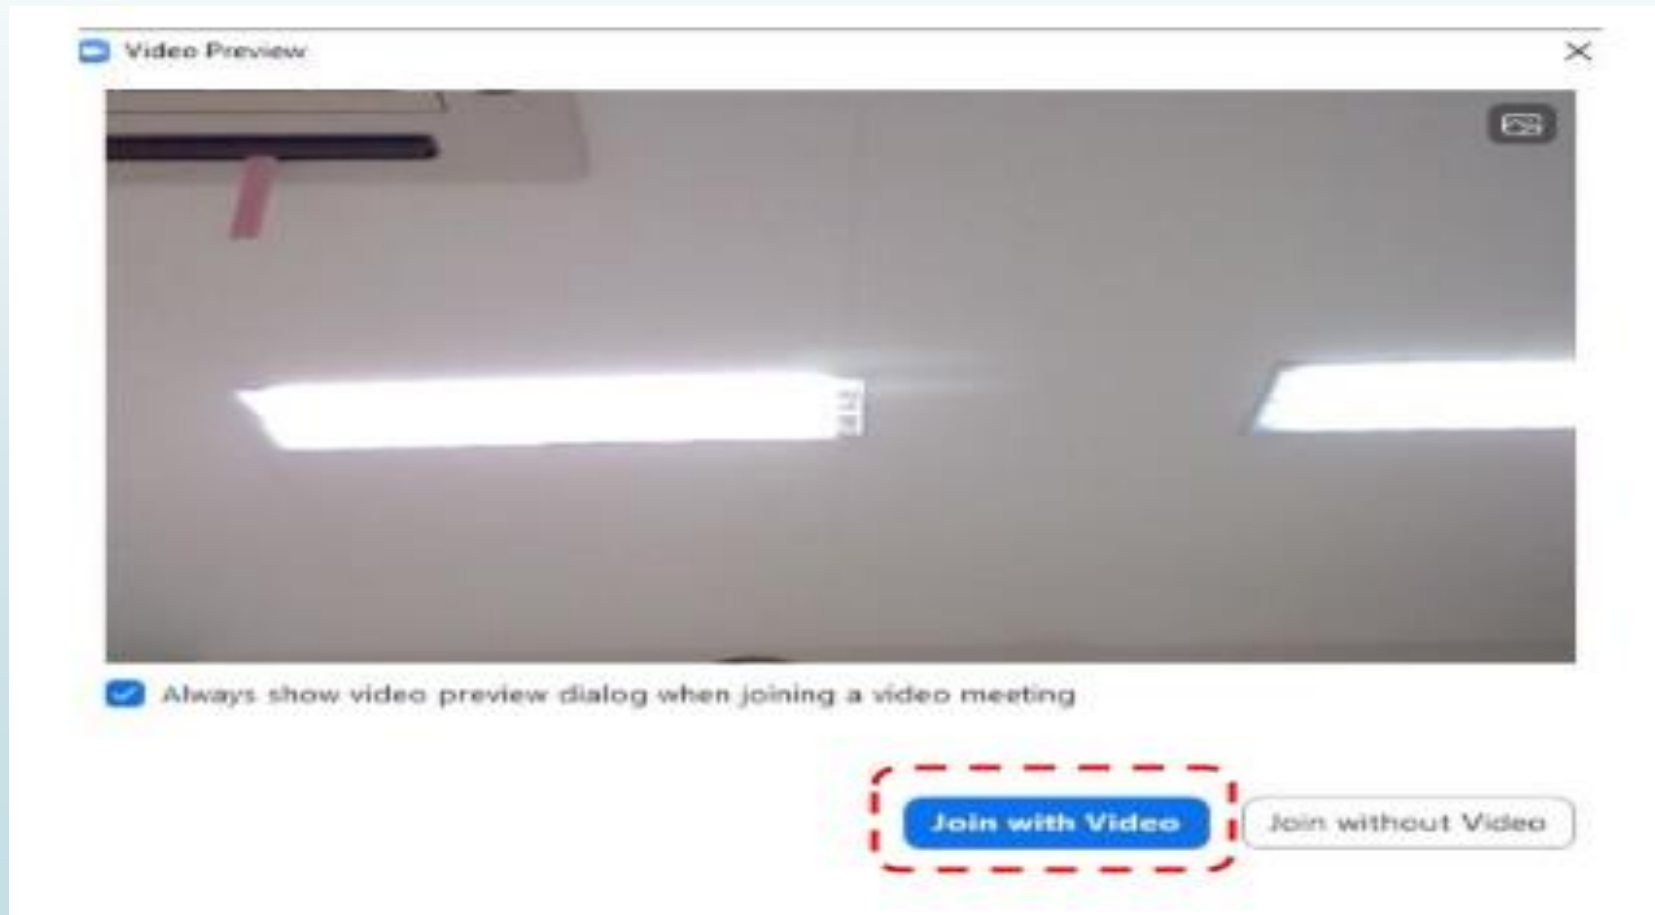 Video Preview
Always show video preview dialog when joining a video meeting
Join with Video
Join without Video